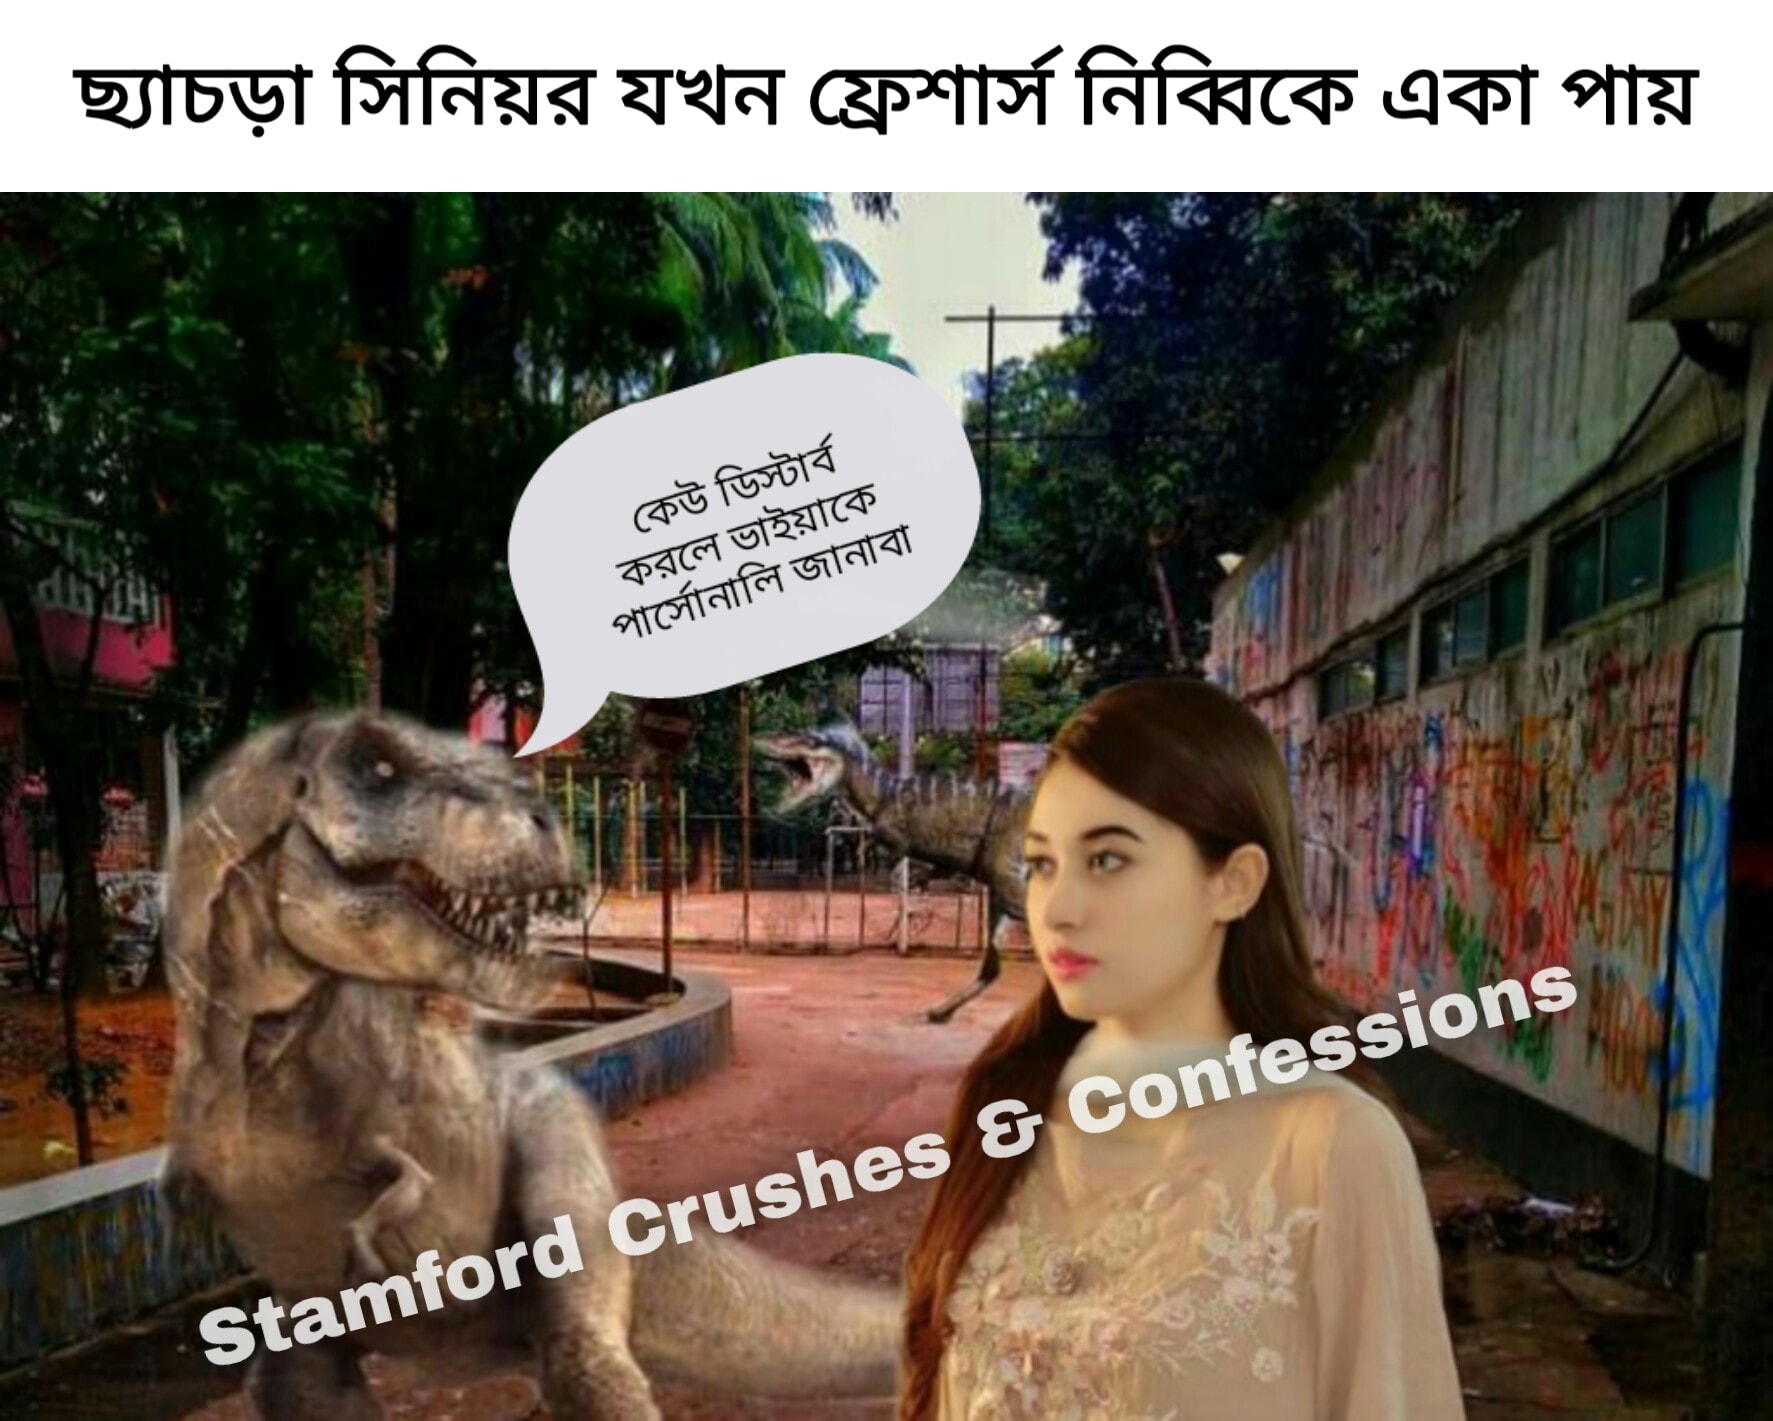 ছ্যাচড়া সিনিয়র যখন ফ্রেশার্স নিব্বিকে একা পায়
কেউ ডিস্টার্ব
করলে ভাইয়াকে
পার্সোনালি জানাবা
Stamford Crushes & Confessions